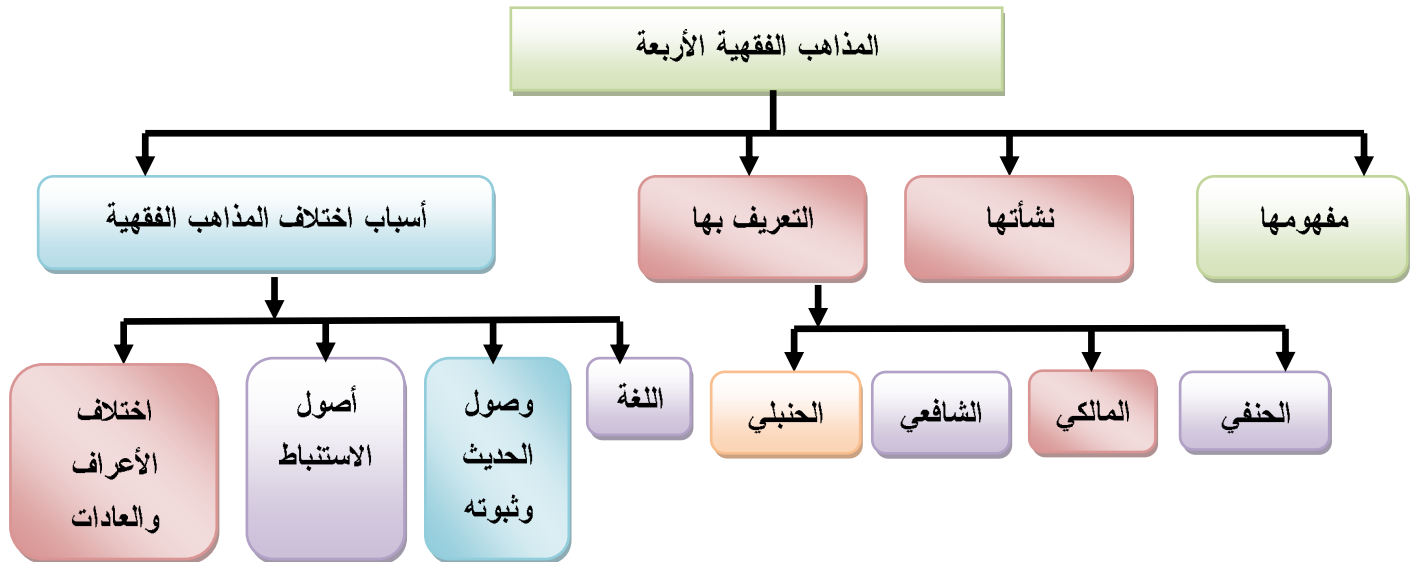 المذاهب الفقهية الأربعة
مفهومها
نشأتها
التعريف بها
أسباب اختلاف المذاهب الفقهية
الحنفي
المالكي
الشافعي
الحنبلي
اللغة
وصول
الحديث
وثبوته
أصول
الاستنباط
اختلاف
الأعراف
والعادات